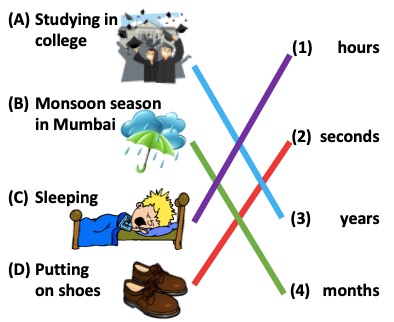 (A) Studying in
college
(B) Monsoon season
in Mumbai
(C) Sleeping
(D) Putting
on shoes
(1) hours
(2) seconds
(3) years
(4) months